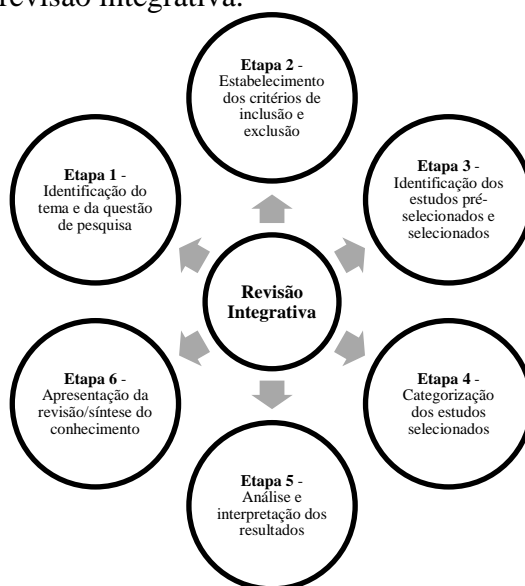 revisão integrativa.
Etapa 2 -
Estabelecimento
dos critérios de
inclusão e
exclusão
Etapa 1 -
Identificação do
tema e da questão
de pesquisa
Etapa 3 -
Identificação dos
estudos pré-
selecionados e
selecionados
Revisão
Integrativa
Etapa 6 -
Apresentação da
revisão/síntese do
conhecimento
Etapa 4 -
Categorização
dos estudos
selecionados
Etapa 5 -
Análise e
interpretação dos
resultados